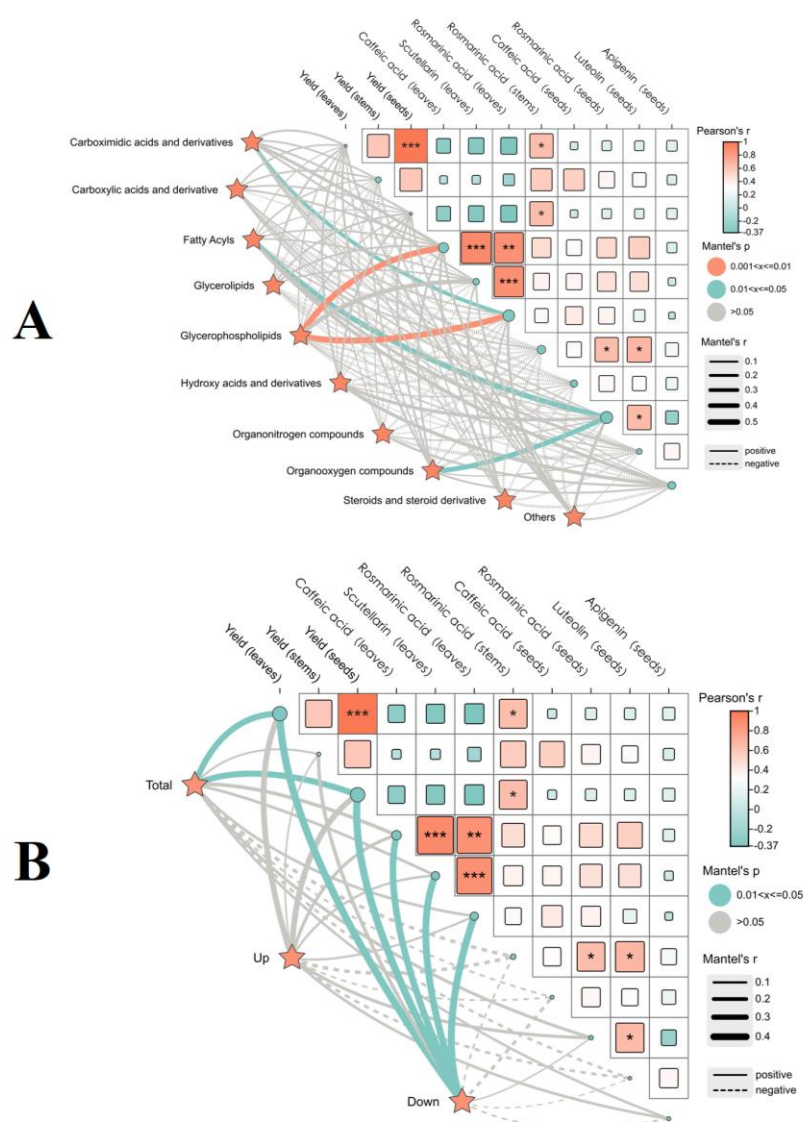 A
Yield (leaves)
Yield (stems)
Yield (seeds)
Caffeic acid (leaves)
Scutellarin (leaves)
Rosmarinic acid (leaves)
Rosmarinic acid (stems)
Caffeic acid (seeds)
Rosmarinic acid (seeds)
Luteolin (seeds)
Apigenin (seeds)
Carboximidic acids and derivatives
Carboxylic acids and derivative
Fatty Acyls
Glycerolipids
Glycerophospholipids
Hydroxy acids and derivatives
Organonitrogen compounds
Organooxygen compounds
Steroids and steroid derivative
Others
*** *
*
*** **
***
* *
*
Pearson's r
1
0.8
0.6
0.4
0.2
0
-0.2
-0.37
Mantel's p
0.001<x<=0.01
0.01<x<=0.05
>0.05
Mantel's r
0.1
0.2
0.3
0.4
0.5
positive
negative
B
Yield (leaves)
Yield (stems)
Yield (seeds)
Caffeic acid (leaves)
Scutellarin (leaves)
Rosmarinic acid (leaves)
Rosmarinic acid (stems)
Caffeic acid (seeds)
Rosmarinic acid (seeds)
Luteolin (seeds)
Apigenin (seeds)
Total
Up
Down
*** *
*
*** **
***
* *
*
Pearson's r
1
0.8
0.6
0.4
0.2
0
-0.2
-0.37
Mantel's p
0.01<x<=0.05
>0.05
Mantel's r
0.1
0.2
0.3
0.4
positive
negative